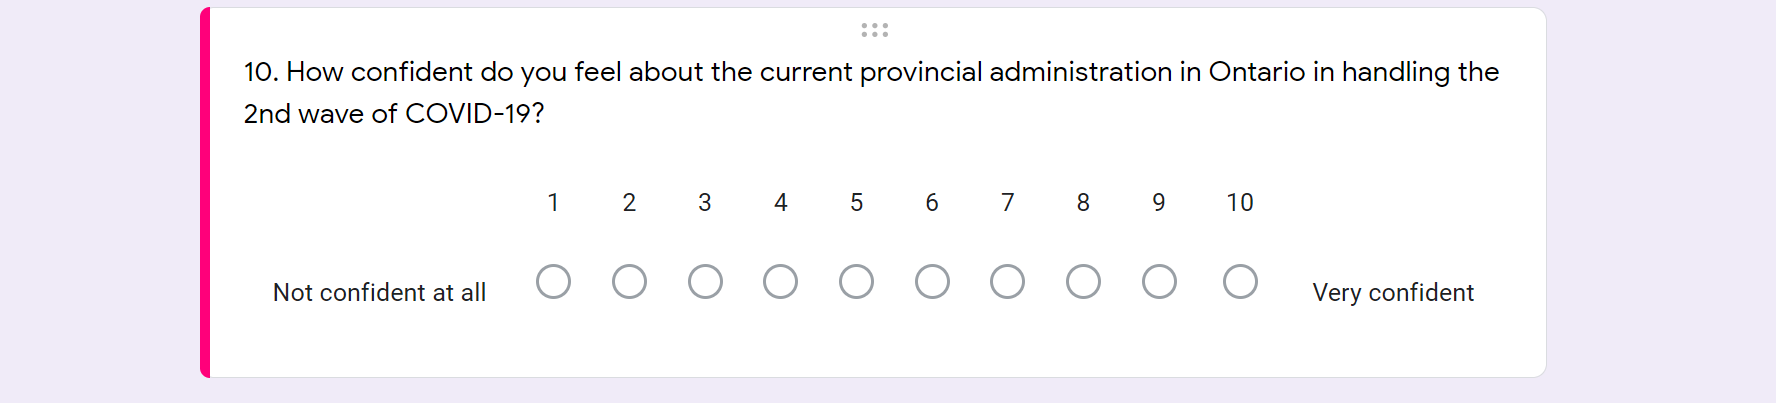 10. How confident do you feel about the current provincial administration in Ontario in handling the
2nd wave of COVID-19?
1 2 3 4 5 6 7 8 9 10
Not confident at all Very confident